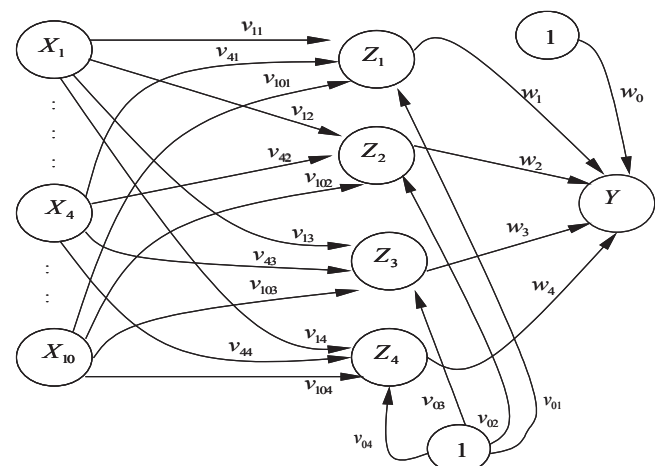 X₁
v₁₁
Z₁
1
v₄₁
v₁₀₁
w₁
w₀
v₁₂
Z₂
v₄₂
w₂
v₁₀₂
X₄
Y
v₁₃
w₃
v₄₃
Z₃
v₁₀₃
w₄
X₁₀
v₁₄
Z₄
v₄₄
v₁₀₄
v₀₃
v₀₂
v₀₁
v₀₄
1